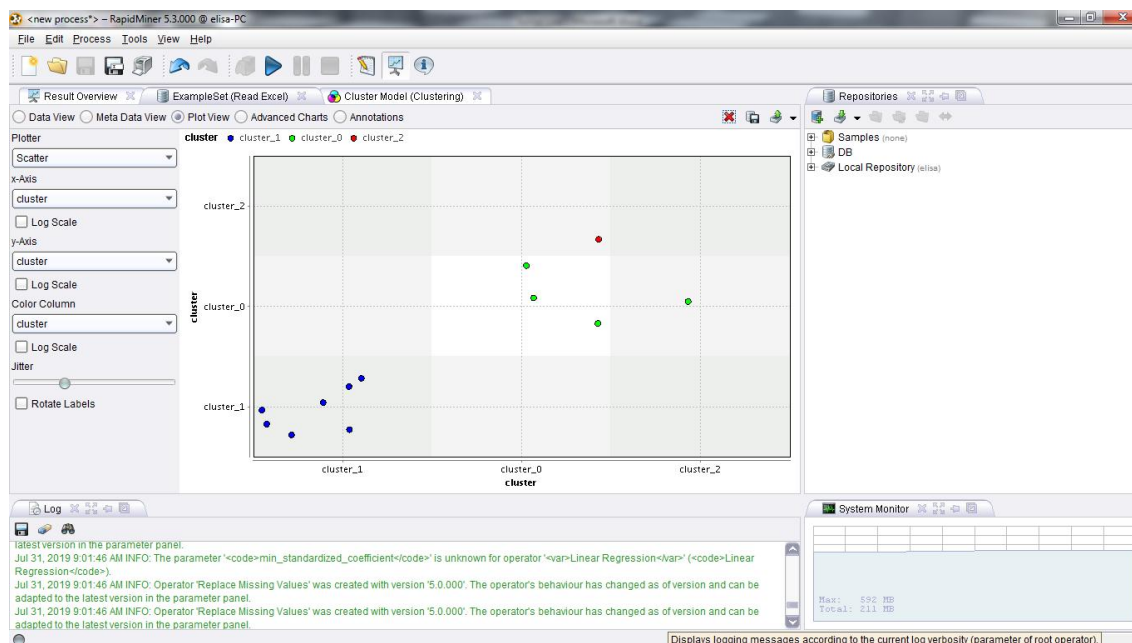 <new process*> – RapidMiner 5.3.000 @ elisa-PC
File Edit Process Tools View Help
Result Overview ExampleSet (Read Excel) Cluster Model (Clustering)
Data View Meta Data View Plot View Advanced Charts Annotations
Plotter
Scatter
x-Axis
cluster
Log Scale
y-Axis
cluster
Log Scale
Color Column
cluster
Log Scale
Jitter
Rotate Labels
cluster cluster_1 cluster_0 cluster_2
cluster_2
cluster_0
cluster_1
cluster
cluster_1 cluster_0 cluster_2
cluster
Repositories
Samples (none)
DB
Local Repository (elisa)
Log
latest version in the parameter panel.
Jul 31, 2019 9:01:46 AM INFO: The parameter '<code>min_standardized_coefficient</code>' is unknown for operator '<var>Linear Regression</var>' (<code>Linear
Regression</code>).
Jul 31, 2019 9:01:46 AM INFO: Operator 'Replace Missing Values' was created with version '5.0.000'. The operator's behaviour has changed as of version and can be
adapted to the latest version in the parameter panel.
Jul 31, 2019 9:01:46 AM INFO: Operator 'Replace Missing Values' was created with version '5.0.000'. The operator's behaviour has changed as of version and can be
adapted to the latest version in the parameter panel.
System Monitor
Max: 592 MB
Total: 211 MB
Displays logging messages according to the current log verbosity (parameter of root operator).